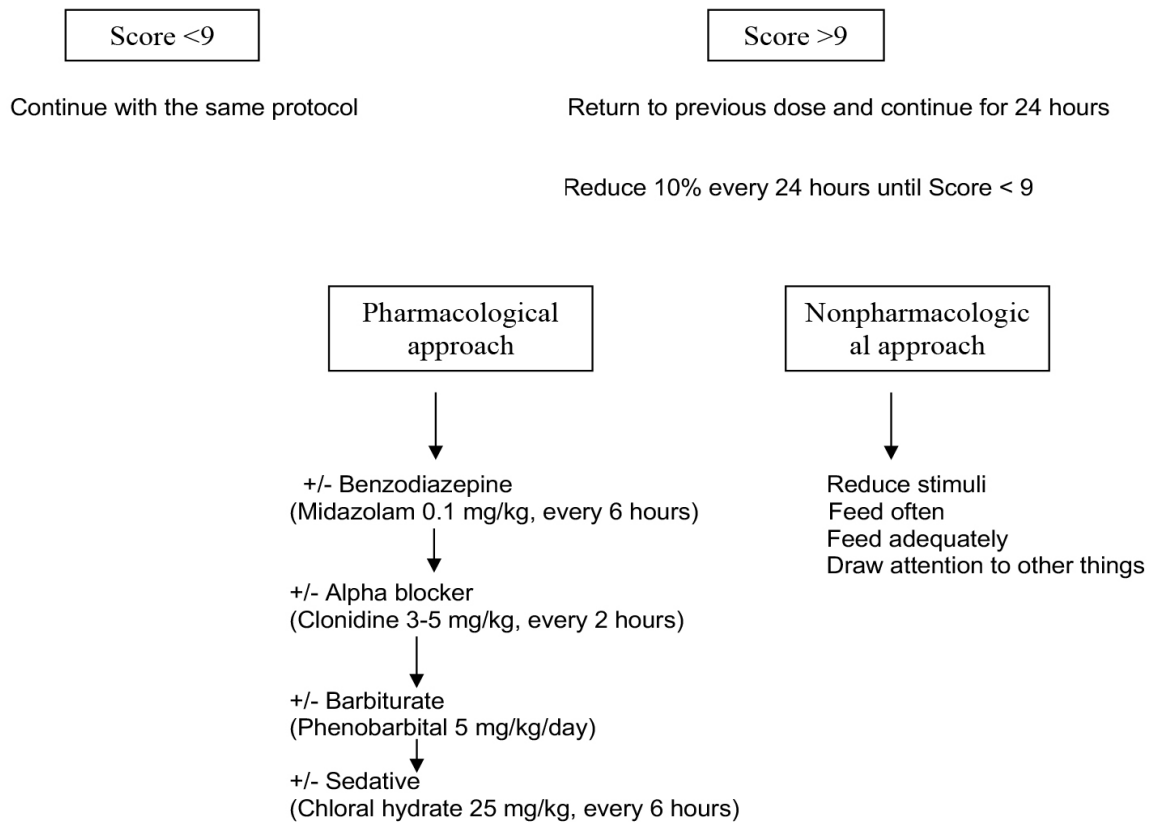 Score <9
Score >9
Continue with the same protocol
Return to previous dose and continue for 24 hours
Reduce 10% every 24 hours until Score < 9
Pharmacological
approach
Nonpharmacologic
al approach
+/- Benzodiazepine
(Midazolam 0.1 mg/kg, every 6 hours)
+/- Alpha blocker
(Clonidine 3-5 mg/kg, every 2 hours)
+/- Barbiturate
(Phenobarbital 5 mg/kg/day)
+/- Sedative
(Chloral hydrate 25 mg/kg, every 6 hours)
Reduce stimuli
Feed often
Feed adequately
Draw attention to other things